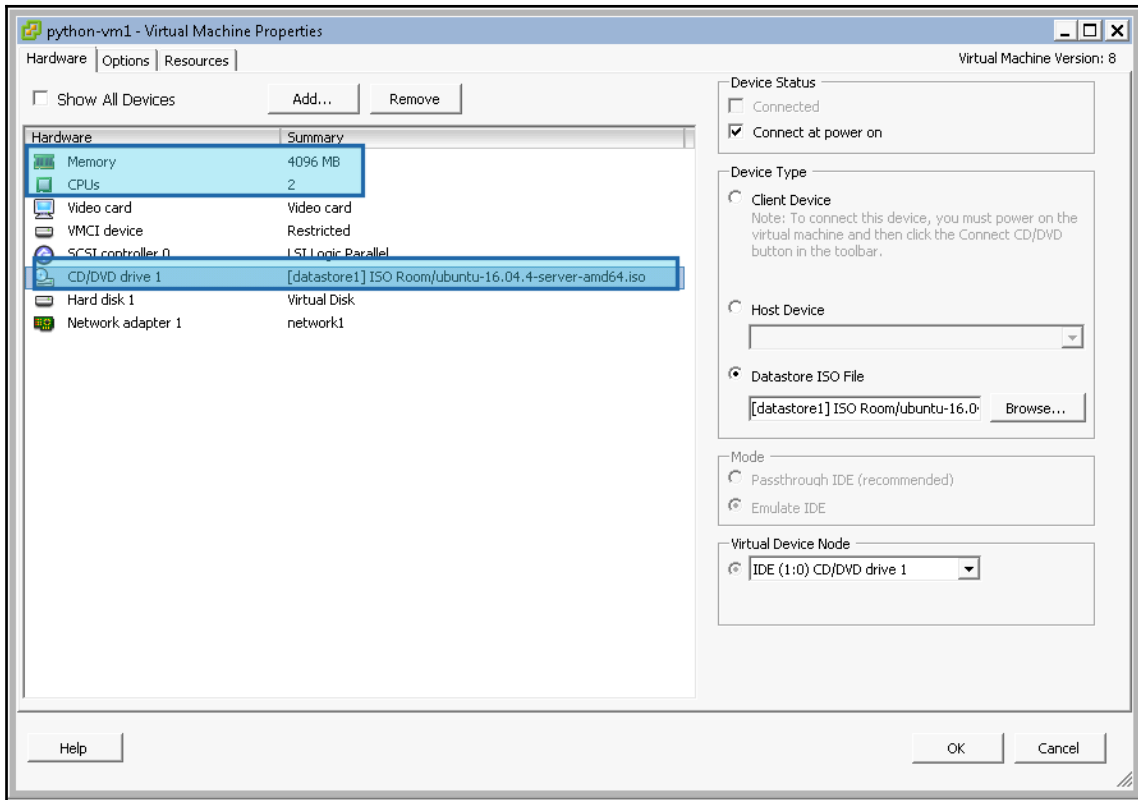 python-vm1 - Virtual Machine Properties
Hardware Options Resources
Virtual Machine Version: 8
Show All Devices Add... Remove
Hardware Summary
Memory 4096 MB
CPUs 2
Video card Video card
VMCI device Restricted
SCSI controller 0 LSI Logic Parallel
CD/DVD drive 1 [datastore1] ISO Room/ubuntu-16.04.4-server-amd64.iso
Hard disk 1 Virtual Disk
Network adapter 1 network1
Device Status
Connected
Connect at power on
Device Type
Client Device
Note: To connect this device, you must power on the
virtual machine and then click the Connect CD/DVD
button in the toolbar.
Host Device
Datastore ISO File
[datastore1] ISO Room/ubuntu-16.0 Browse...
Mode
Passthrough IDE (recommended)
Emulate IDE
Virtual Device Node
IDE (1:0) CD/DVD drive 1
Help OK Cancel